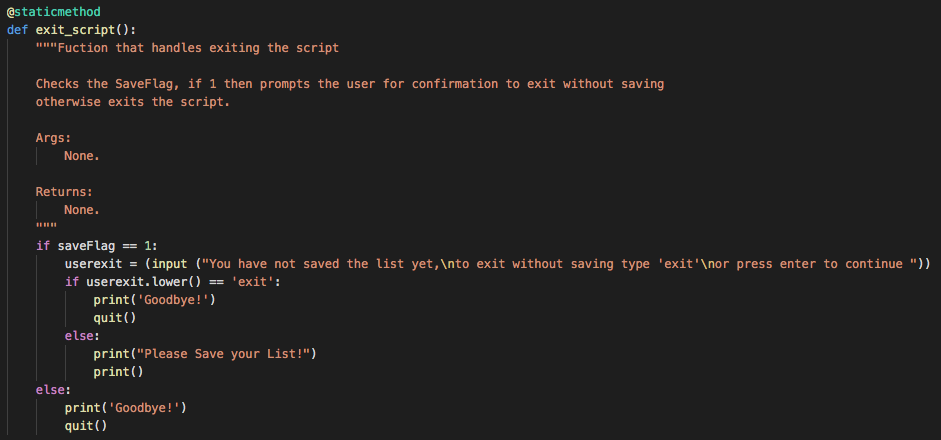 @staticmethod
def exit_script():
    """Fuction that handles exiting the script

    Checks the SaveFlag, if 1 then prompts the user for confirmation to exit without saving
    otherwise exits the script.

    Args:
        None.

    Returns:
        None.
    """
    if saveFlag == 1:
        userexit = (input ("You have not saved the list yet,\nto exit without saving type 'exit'\nor press enter to continue "))
        if userexit.lower() == 'exit':
            print('Goodbye!')
            quit()
        else:
            print("Please Save your List!")
            print()
    else:
        print('Goodbye!')
        quit()